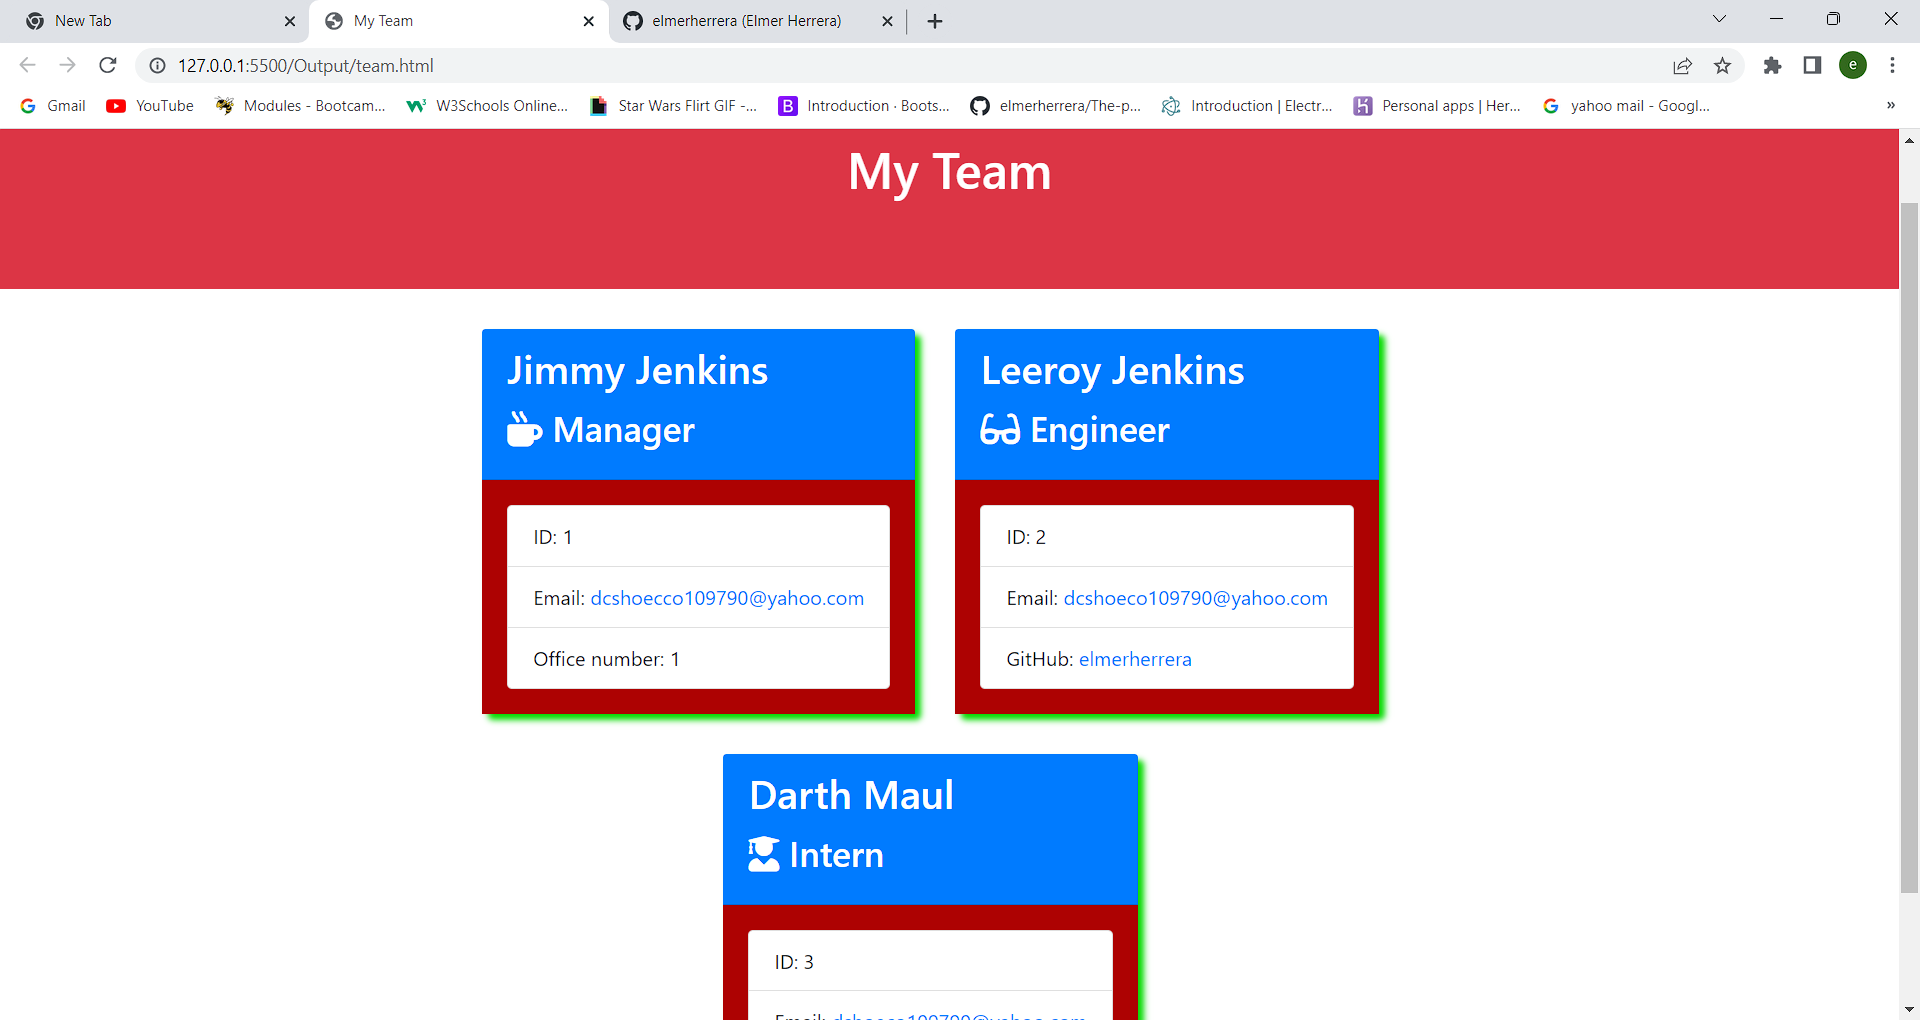 New Tab
My Team
elmerherrera (Elmer Herrera)
127.0.0.1:5500/Output/team.html
e
Gmail
YouTube
Modules - Bootcam...
W3Schools Online...
Star Wars Flirt GIF -...
B
Introduction · Boots...
elmerherrera/The-p...
Introduction | Electr...
Personal apps | Her...
yahoo mail - Googl...
»
My Team
Jimmy Jenkins
Manager
ID: 1
Email: dcshoecco109790@yahoo.com
Office number: 1
Leeroy Jenkins
Engineer
ID: 2
Email: dcshoeco109790@yahoo.com
GitHub: elmerherrera
Darth Maul
Intern
ID: 3
Email: